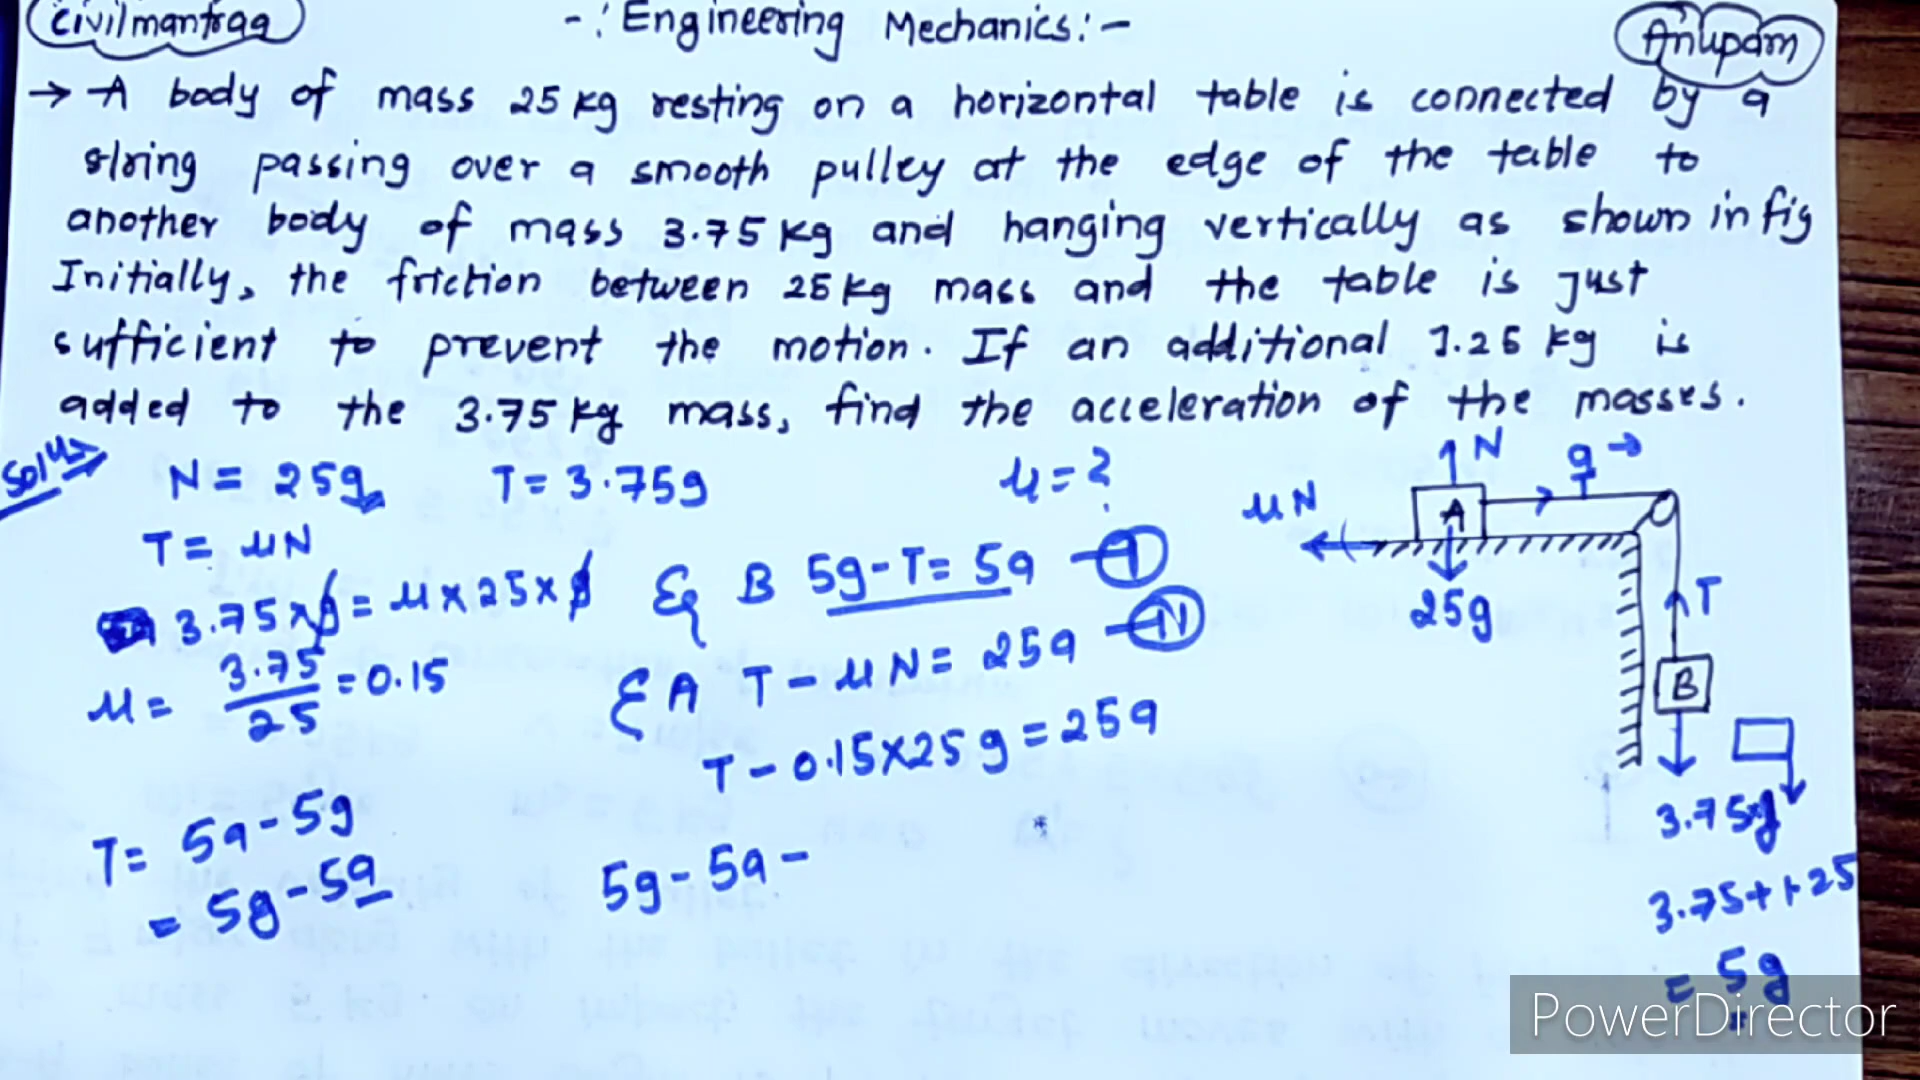 Civilmantraa
-: Engineering Mechanics:-
Anupam
→ A body of mass 25 kg resting on a horizontal table is connected by a
string passing over a smooth pulley at the edge of the table to
another body of mass 3.75 kg and hanging vertically as shown in fig
Initially, the friction between 25 kg mass and the table is just
sufficient to prevent the motion. If an additional 1.25 kg is
added to the 3.75 kg mass, find the acceleration of the masses.
Solⁿ
N = 25g
T = 3.75g
μ = ?
T = μN
3.75×g = μ×25×g
μ = 3.75/25 = 0.15
B 5g-T = 5a - I
A T-μN = 25a - II
T-0.15×25g = 25a
T = 5a-5g
= 5g-5a
5g-5a-
N
a →
μN
A
25g
T
B
3.75g
3.75+1.25
= 5g
PowerDirector